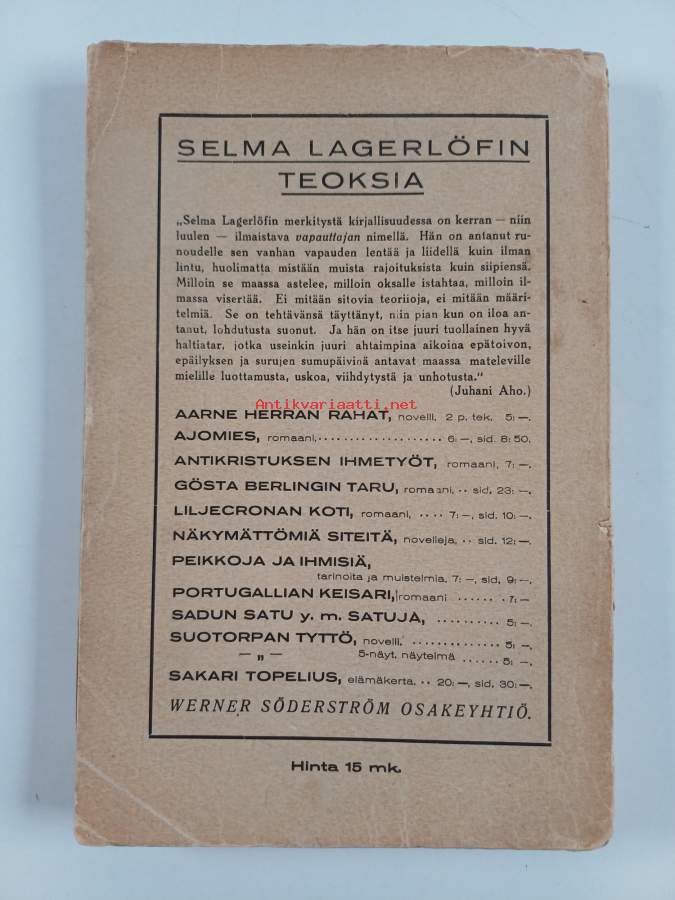 SELMA LAGERLÖFIN
TEOKSIA
„Selma Lagerlöfin merkitystä kirjallisuudessa on kerran — niin
luulen — ilmaistava vapauttajan nimellä. Hän on antanut ru-
noudelle sen vanhan vapauden lentää ja liidellä kuin ilman
lintu, huolimatta mistään muista rajoituksista kuin siipiensä.
Milloin se maassa astelee, milloin oksalle istahtaa, milloin il-
massa visertää. Ei mitään sitovia teorioja, ei mitään määri-
telmiä. Se on tehtävänsä täyttänyt, niin pian kun on iloa an-
tanut, lohdutusta suonut. Ja hän on itse juuri tuollainen hyvä
haltiatar, jotka useinkin juuri ahtaimpina aikoina epätoivon,
epäilyksen ja surujen sumupäivinä antavat maassa mateleville
mielille luottamusta, uskoa, viihdytystä ja unhotusta.“
(Juhani Aho.)
Antikvariaatti.net
AARNE HERRAN RAHAT, novelli, 2 p. tek. 5: —.
AJOMIES, romaani, .................... 6: —, sid. 8: 50.
ANTIKRISTUKSEN IHMETYÖT, romaani, 7: —.
GÖSTA BERLINGIN TARU, romaani, .. sid. 23: —.
LILJECRONAN KOTI, romaani, .... 7: —, sid. 10: —.
NÄKYMÄTTÖMIÄ SITEITÄ, novelleja, .. sid. 12: —.
PEIKKOJA JA IHMISIÄ,
tarinoita ja muistelmia, 7: —, sid. 9: —.
PORTUGALLIAN KEISARI, romaani ...... . 7: —
SADUN SATU y. m. SATUJA, .......... 5: —.
SUOTORPAN TYTTÖ, novelli, .............. 5: —,
— „ — 5-näyt. näytelmä ...... 5: —.
SAKARI TOPELIUS, elämäkerta, .. 20: —, sid. 30: —.
WERNER SÖDERSTRÖM OSAKEYHTIÖ.
Hinta 15 mk.